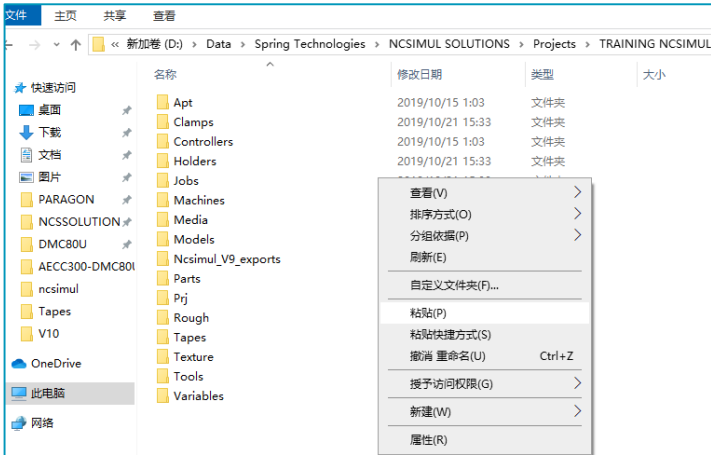 文件 主页 共享 查看
« 新加卷 (D:) › Data › Spring Technologies › NCSIMUL SOLUTIONS › Projects › TRAINING NCSIMUL
名称 修改日期 类型 大小
快速访问
桌面
下载
文档
图片
PARAGON
NCSSOLUTION
DMC80U
AECC300-DMC80U
ncsimul
Tapes
V10
OneDrive
此电脑
网络
Apt 2019/10/15 1:03 文件夹
Clamps 2019/10/21 15:33 文件夹
Controllers 2019/10/15 1:03 文件夹
Holders 2019/10/21 15:33 文件夹
Jobs
Machines
Media
Models
Ncsimul_V9_exports
Parts
Prj
Rough
Tapes
Texture
Tools
Variables
查看(V)
排序方式(O)
分组依据(P)
刷新(E)
自定义文件夹(F)...
粘贴(P)
粘贴快捷方式(S)
撤消 重命名(U) Ctrl+Z
授予访问权限(G)
新建(W)
属性(R)